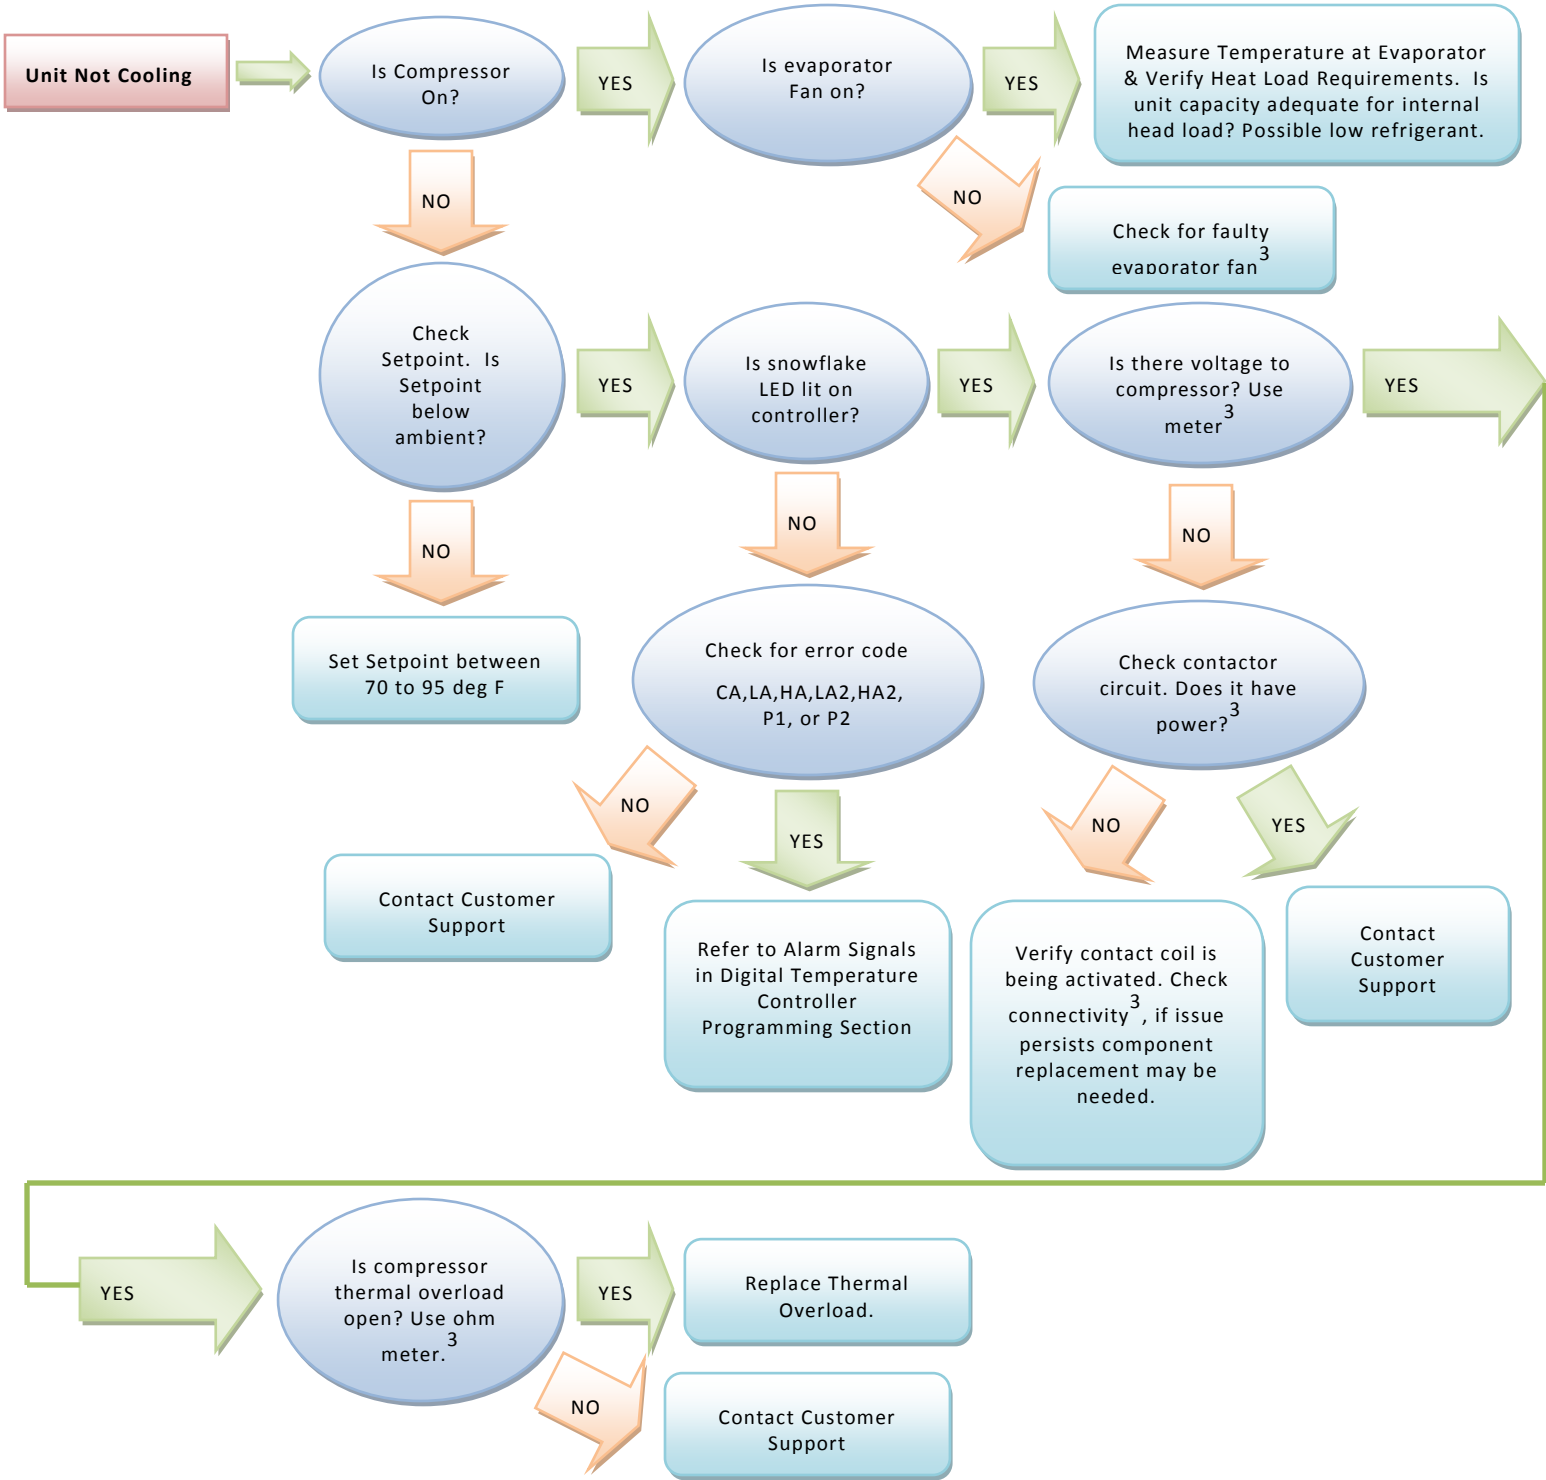 Unit Not Cooling
Is Compressor
On?
YES
Is evaporator
Fan on?
YES
Measure Temperature at Evaporator
& Verify Heat Load Requirements. Is
unit capacity adequate for internal
head load? Possible low refrigerant.
NO
NO
Check for faulty
evaporator fan3
Check
Setpoint. Is
Setpoint
below
ambient?
YES
Is snowflake
LED lit on
controller?
YES
Is there voltage to
compressor? Use
meter3
YES
NO
NO
NO
Set Setpoint between
70 to 95 deg F
Check for error code
CA,LA,HA,LA2,HA2,
P1, or P2
Check contactor
circuit. Does it have
power?3
NO
YES
NO
YES
Contact Customer
Support
Refer to Alarm Signals
in Digital Temperature
Controller
Programming Section
Verify contact coil is
being activated. Check
connectivity3, if issue
persists component
replacement may be
needed.
Contact
Customer
Support
YES
Is compressor
thermal overload
open? Use ohm
meter.3
YES
Replace Thermal
Overload.
NO
Contact Customer
Support